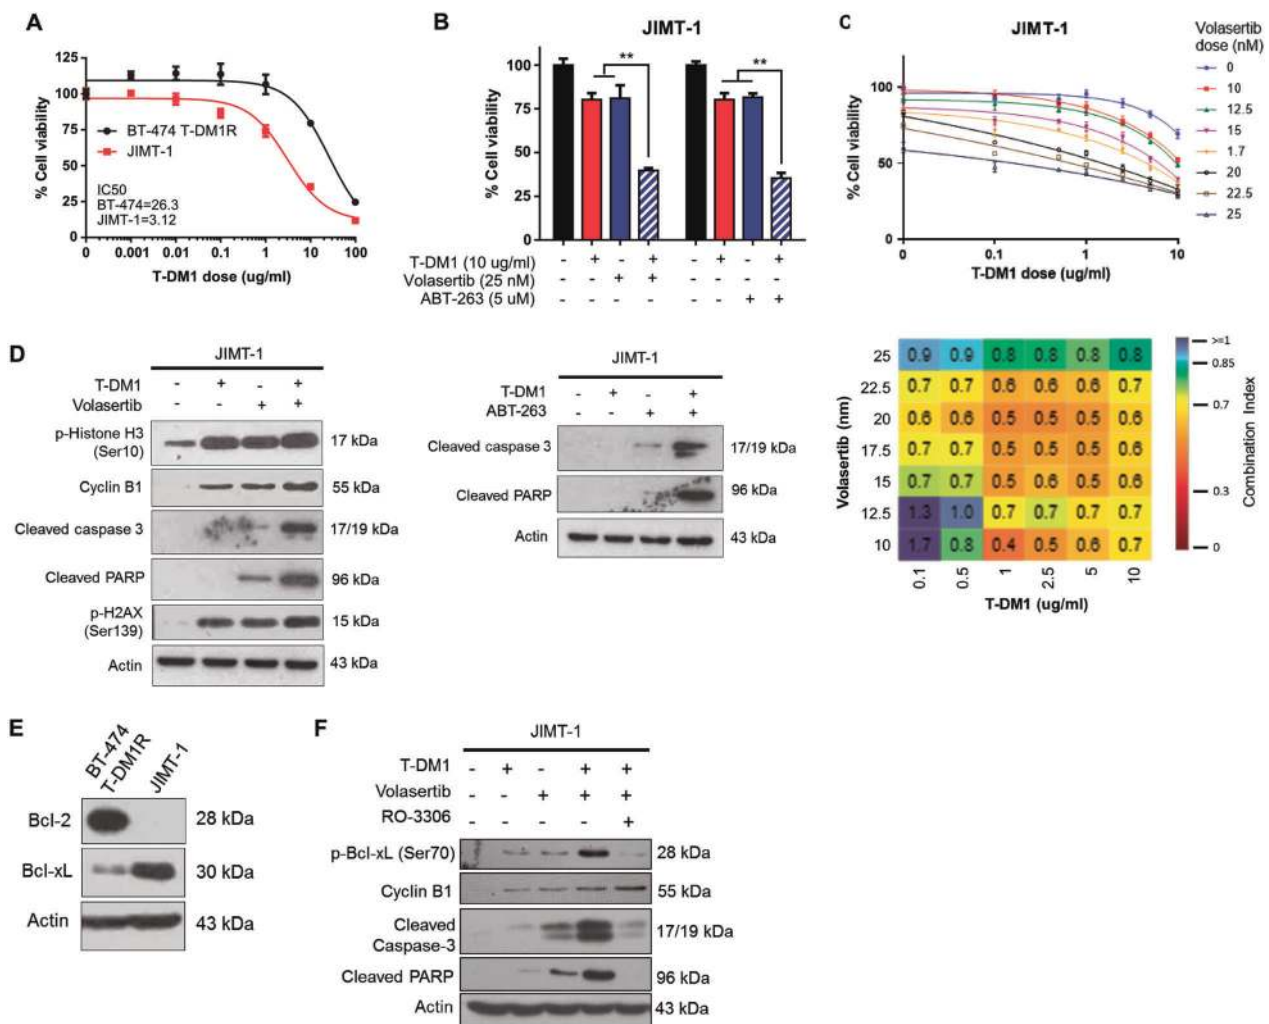 A
% Cell viability
125
100
75
50
25
0
BT-474 T-DM1R
JIMT-1
IC50
BT-474=26.3
JIMT-1=3.12
0 0.001 0.01 0.1 1 10 100
T-DM1 dose (ug/ml)
B
JIMT-1
% Cell viability
100
75
50
25
0
** **
T-DM1 (10 ug/ml) - + - + - + - +
Volasertib (25 nM) - - + + - - - -
ABT-263 (5 uM) - - - - - - + +
C
JIMT-1
% Cell viability
100
50
0
0 0.1 1 10
T-DM1 dose (ug/ml)
Volasertib
dose (nM)
0
10
12.5
15
1.7
20
22.5
25
Volasertib (nm)
25 0.9 0.9 0.8 0.8 0.8 0.8
22.5 0.7 0.7 0.6 0.6 0.6 0.7
20 0.6 0.6 0.5 0.5 0.5 0.6
17.5 0.7 0.7 0.5 0.5 0.5 0.6
15 0.7 0.7 0.5 0.6 0.5 0.6
12.5 1.3 1.0 0.7 0.7 0.7 0.7
10 1.7 0.8 0.4 0.5 0.6 0.7
0.1 0.5 1 2.5 5 10
T-DM1 (ug/ml)
>=1
0.85
0.7
0.3
0
Combination Index
D
JIMT-1
T-DM1 - + - +
Volasertib - - + +
p-Histone H3
(Ser10)
17 kDa
Cyclin B1 55 kDa
Cleaved caspase 3 17/19 kDa
Cleaved PARP 96 kDa
p-H2AX
(Ser139)
15 kDa
Actin 43 kDa
JIMT-1
T-DM1 - + - +
ABT-263 - - + +
Cleaved caspase 3 17/19 kDa
Cleaved PARP 96 kDa
Actin 43 kDa
E
BT-474
T-DM1R
JIMT-1
Bcl-2 28 kDa
Bcl-xL 30 kDa
Actin 43 kDa
F
JIMT-1
T-DM1 - + - + +
Volasertib - - + + +
RO-3306 - - - - +
p-Bcl-xL (Ser70) 28 kDa
Cyclin B1 55 kDa
Cleaved
Caspase-3
17/19 kDa
Cleaved PARP 96 kDa
Actin 43 kDa